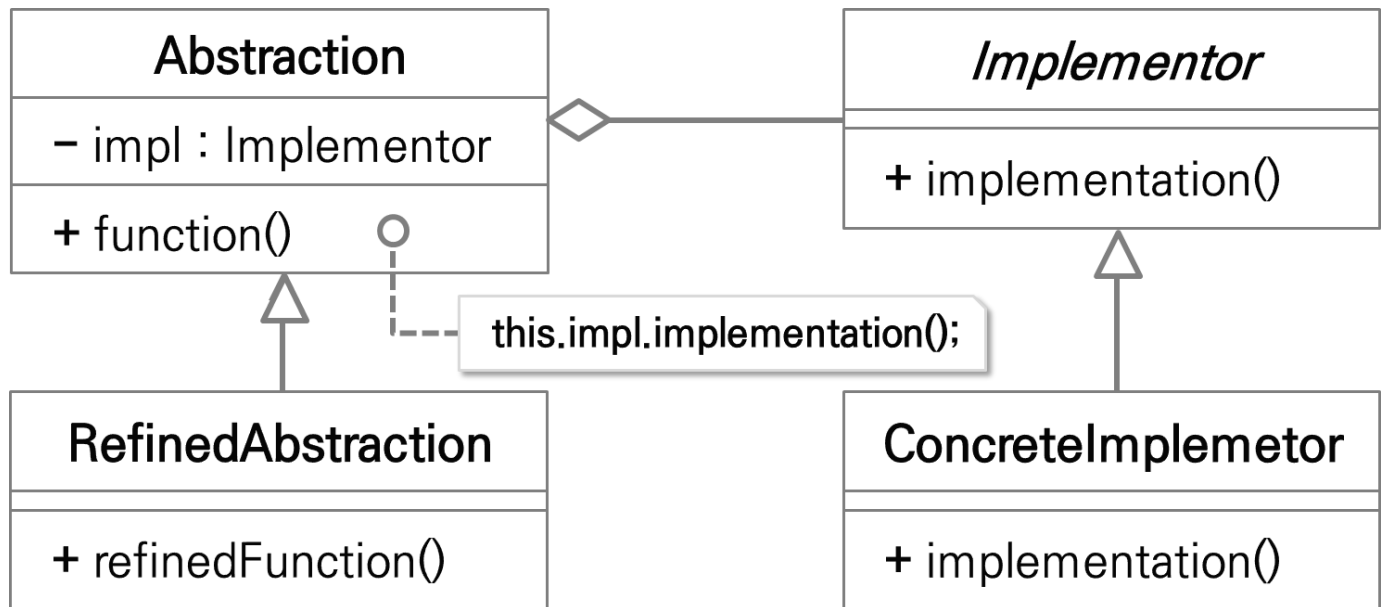 Abstraction
- impl : Implementor
+ function()
Implementor
+ implementation()
this.impl.implementation();
RefinedAbstraction
+ refinedFunction()
ConcreteImplemetor
+ implementation()